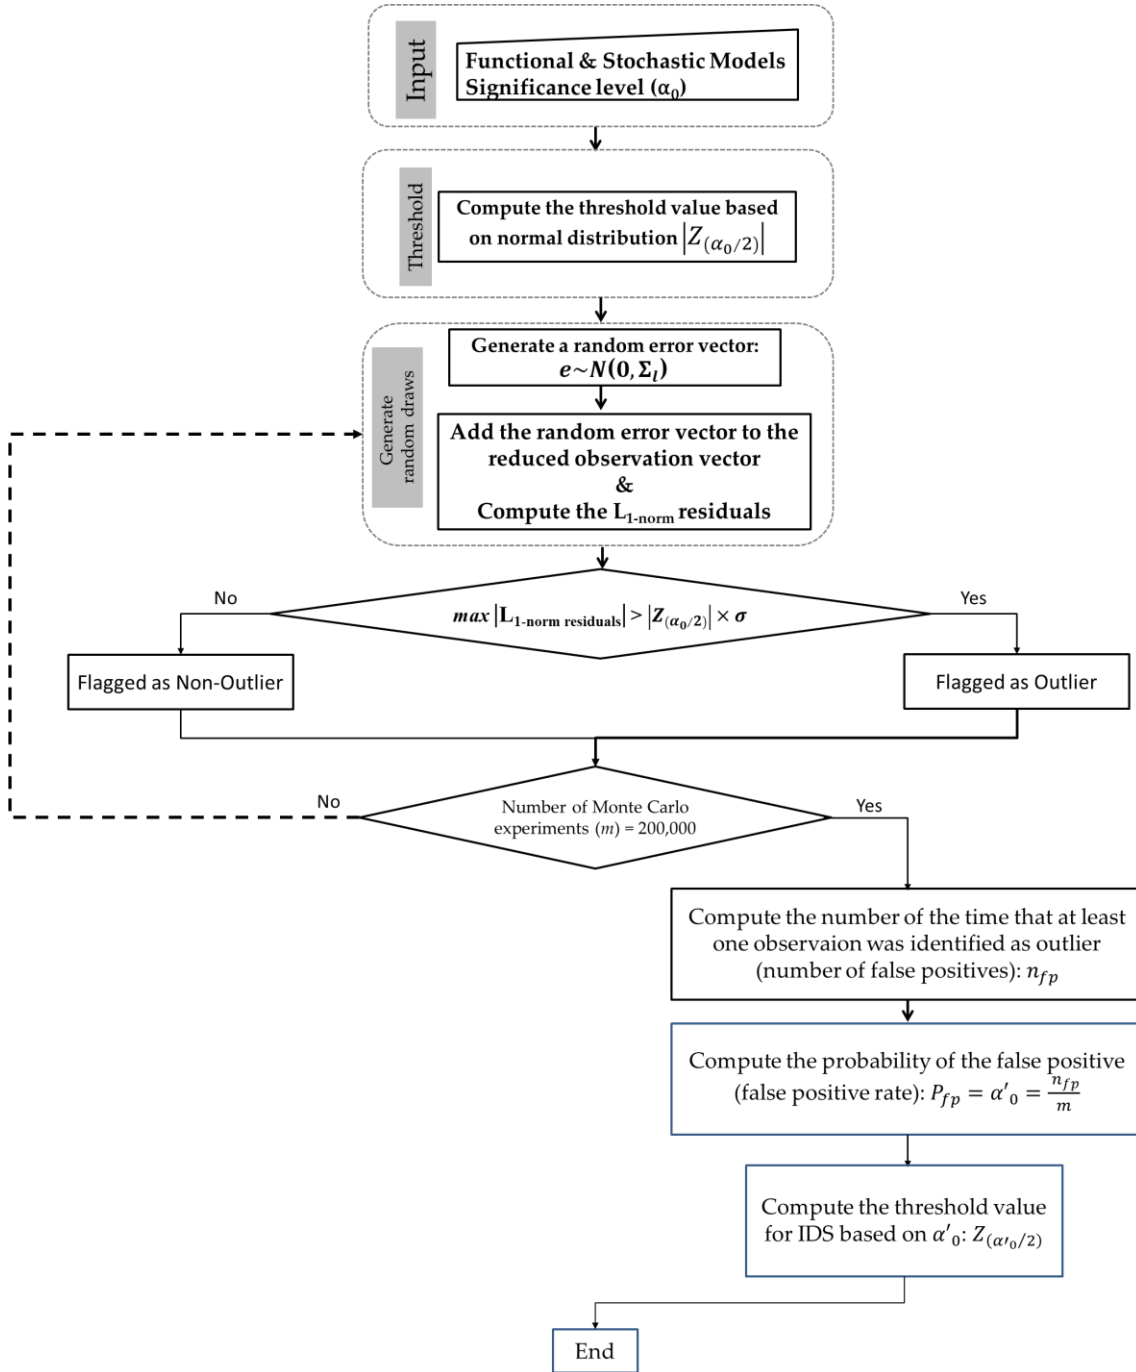 Input
Functional & Stochastic Models
Significance level (α₀)
Threshold
Compute the threshold value based
on normal distribution |Z₍α₀/₂₎|
Generate
random draws
Generate a random error vector:
e~N(0, Σₗ)
Add the random error vector to the
reduced observation vector
&
Compute the L₁₋norm residuals
No
max |L₁₋norm residuals| > |Z₍α₀/₂₎| × σ
Yes
Flagged as Non-Outlier
Flagged as Outlier
No
Number of Monte Carlo
experiments (m) = 200,000
Yes
Compute the number of the time that at least
one observaion was identified as outlier
(number of false positives): n_fp
Compute the probability of the false positive
(false positive rate): P_fp = α′₀ = n_fp/m
Compute the threshold value
for IDS based on α′₀: Z₍α′₀/₂₎
End